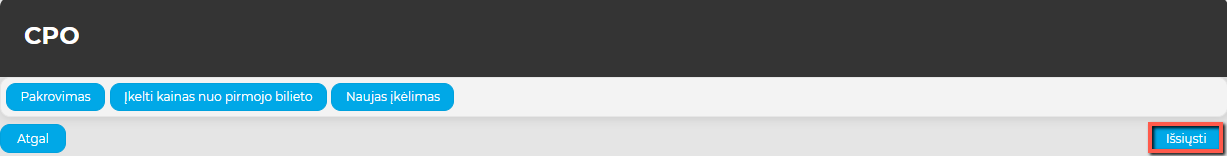 CPO
Pakrovimas Įkelti kainas nuo pirmojo bilieto Naujas įkėlimas
Atgal Išsiųsti